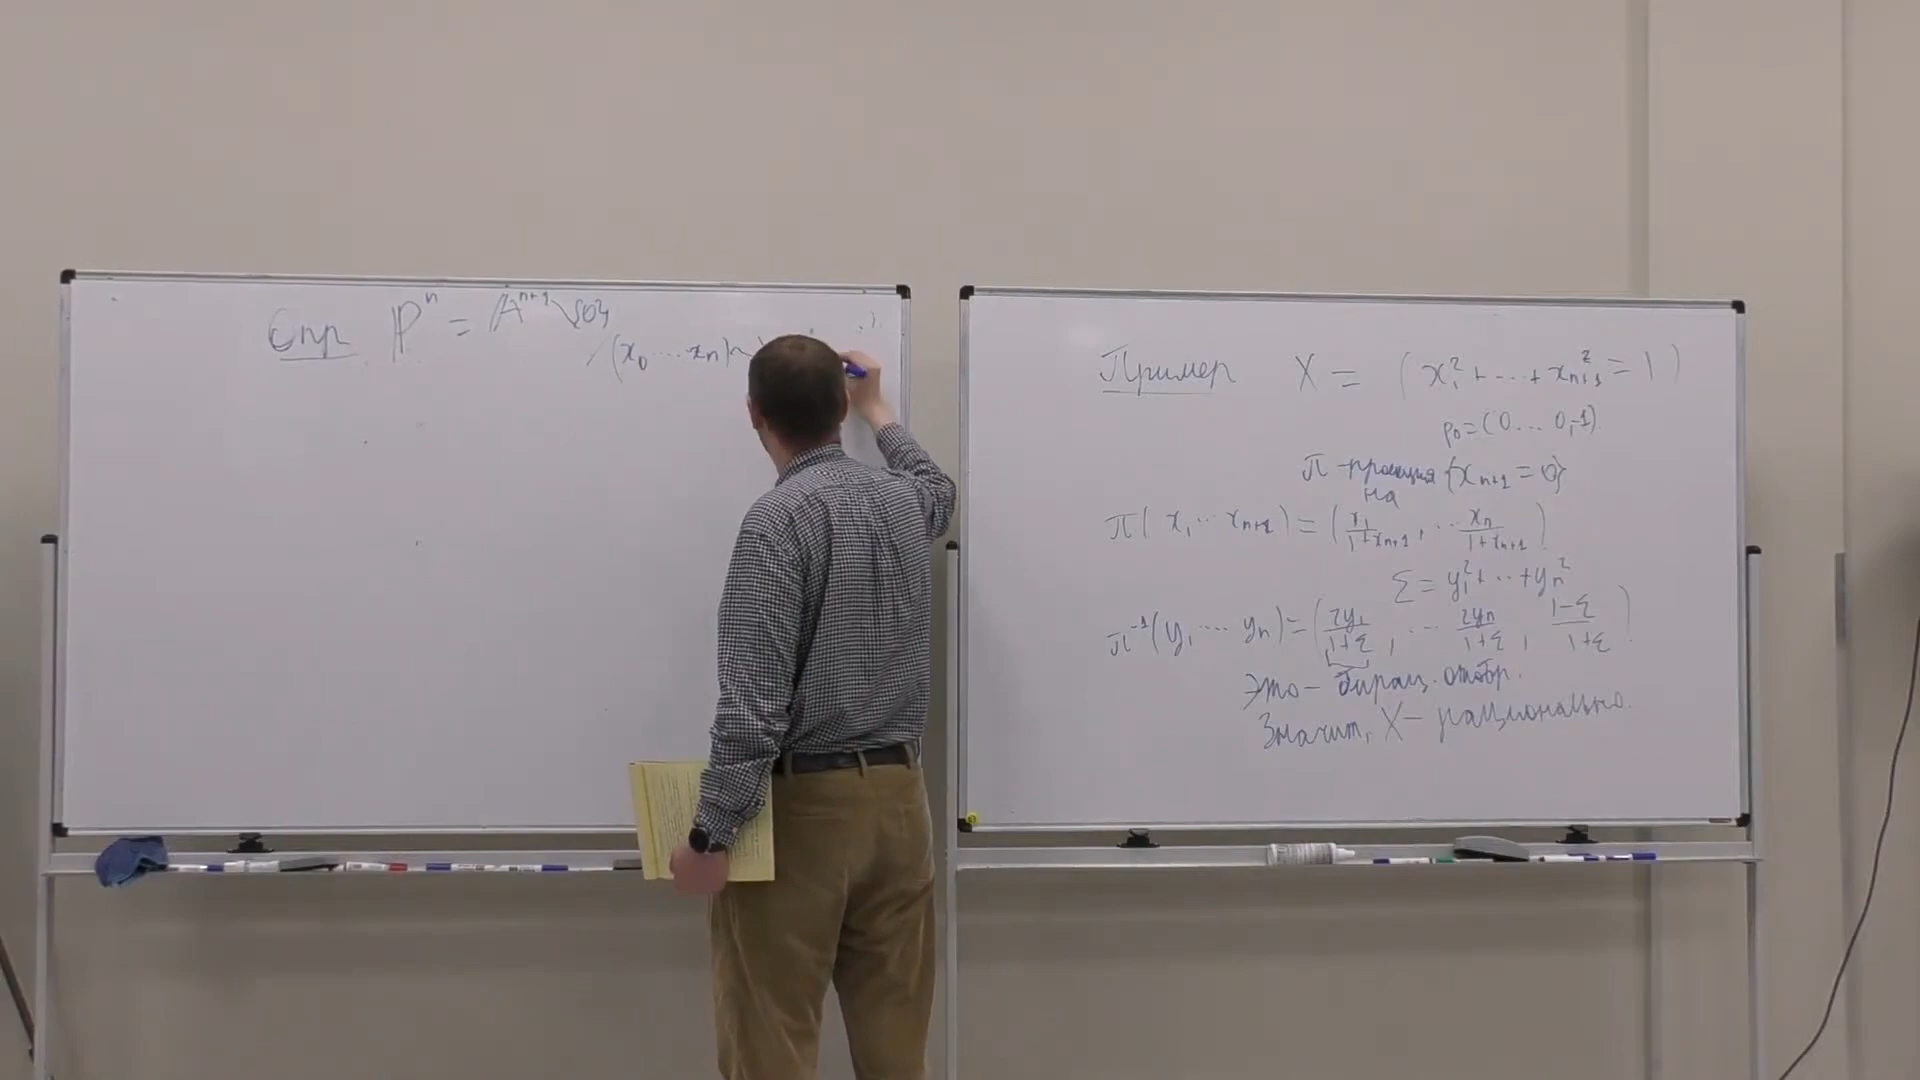 Опр ℙⁿ = 𝔸ⁿ⁺¹ \ {0}
/(x₀ ... xₙ) ~
Пример X = (x₁² + ... + xₙ₊₁² = 1)
p₀ = (0 ... 0, -1)
π - проекция {xₙ₊₁ = 0}
на
π(x₁ ... xₙ₊₁) = (x₁/(1+xₙ₊₁), ... xₙ/(1+xₙ₊₁))
Σ = y₁² + ... + yₙ²
π⁻¹(y₁ .... yₙ) = (2y₁/(1+Σ), ... 2yₙ/(1+Σ), (1-Σ)/(1+Σ))
Это - бирац. отобр.
Значит, X - рационально.